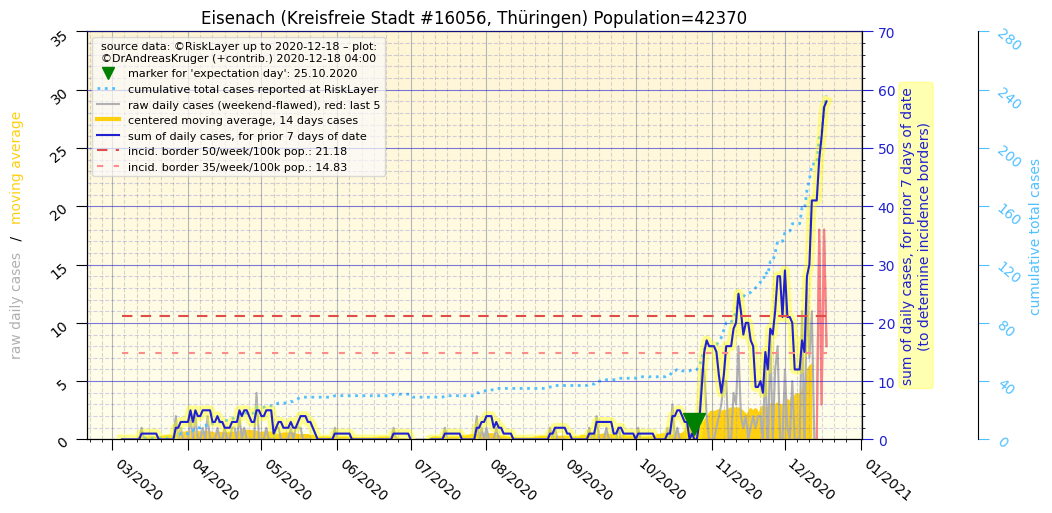 Eisenach (Kreisfreie Stadt #16056, Thüringen) Population=42370
source data: ©RiskLayer up to 2020-12-18 – plot:
©DrAndreasKruger (+contrib.) 2020-12-18 04:00
marker for 'expectation day': 25.10.2020
cumulative total cases reported at RiskLayer
raw daily cases (weekend-flawed), red: last 5
centered moving average, 14 days
sum of daily cases, for prior 7 days of date
incid. border 50/week/100k pop.: 21.18
incid. border 35/week/100k pop.: 14.83
raw daily cases / moving average
35
30
25
20
15
10
5
0
70
60
50
40
30
20
10
0
sum of daily cases, for prior 7 days of date
(to determine incidence borders)
280
240
200
160
120
80
40
0
cumulative total cases
03/2020
04/2020
05/2020
06/2020
07/2020
08/2020
09/2020
10/2020
11/2020
12/2020
01/2021